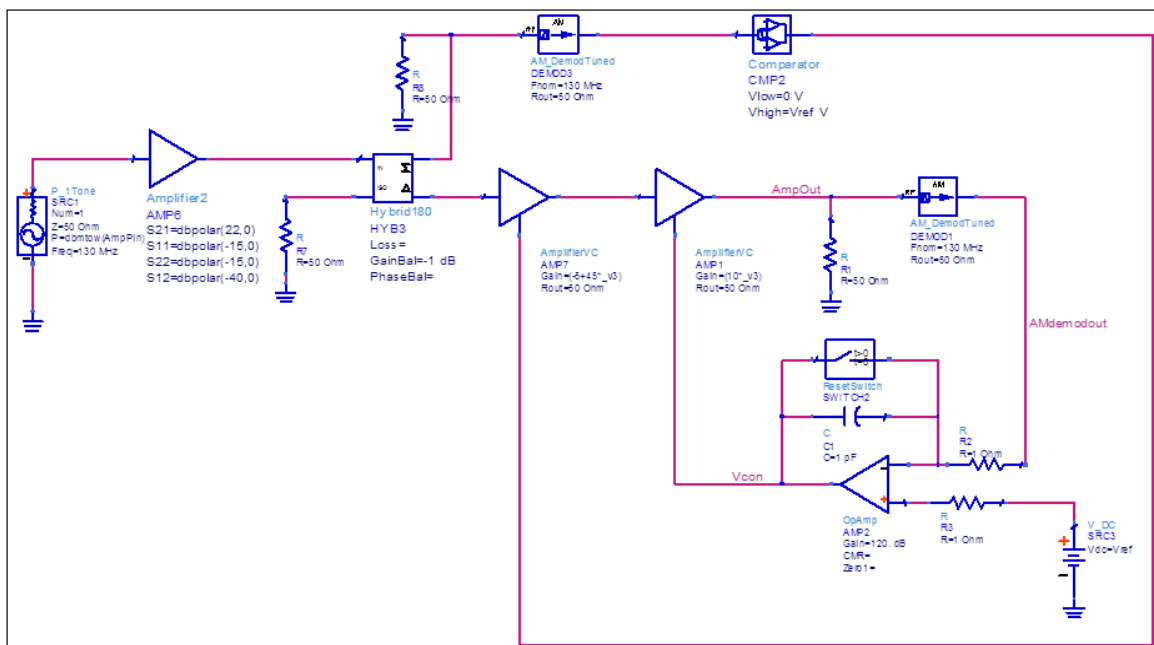 RF
AM
AM_DemodTuned
DEMOD3
Fnom=130 MHz
Rout=50 Ohm
Comparator
CMP2
Vlow=0 V
Vhigh=Vref V
R
R8
R=50 Ohm
P_1Tone
SRC1
Num=1
Z=50 Ohm
P=dbmtow(AmpPin)
Freq=130 MHz
Amplifier2
AMP6
S21=dbpolar(22,0)
S11=dbpolar(-15,0)
S22=dbpolar(-15,0)
S12=dbpolar(-40,0)
R
R7
R=50 Ohm
IN
ISO
Σ
Δ
Hybrid180
HYB3
Loss =
GainBal=-1 dB
PhaseBal=
AmplifierVC
AMP7
Gain=(-6+45*_v3)
Rout=50 Ohm
AmplifierVC
AMP1
Gain=(10*_v3)
Rout=50 Ohm
AmpOut
R
R1
R=50 Ohm
RF
AM
AM_DemodTuned
DEMOD1
Fnom=130 MHz
Rout=50 Ohm
AMdemodout
t>0
t=0
ResetSwitch
SWITCH2
C
C1
C=1 pF
R
R2
R=1 Ohm
Vcon
OpAmp
AMP2
Gain=120. dB
CMR=
Zero1=
R
R3
R=1 Ohm
V_DC
SRC3
Vdc=Vref